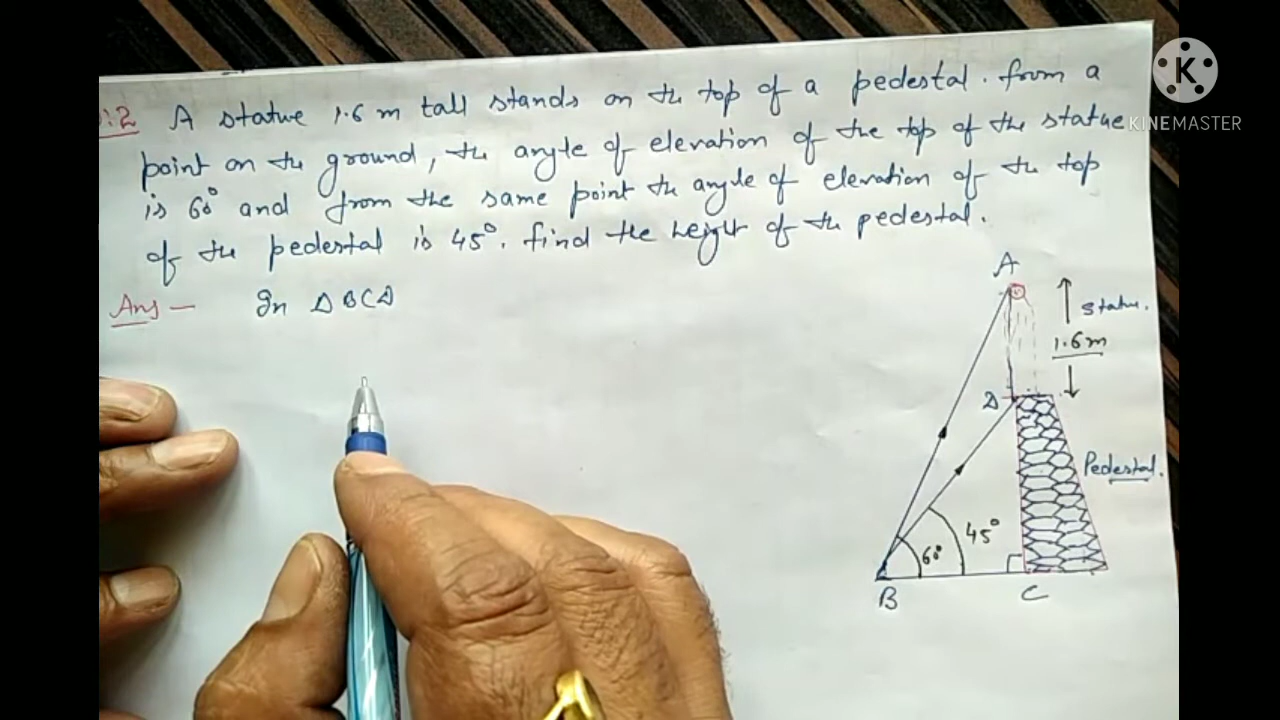 :2 A statue 1.6 m tall stands on the top of a pedestal. from a
point on the ground, the angle of elevation of the top of the statue
is 60° and from the same point the angle of elevation of the top
of the pedestal is 45°. find the height of the pedestal.
Ans - In Δ BCD
A
statue.
1.6m
D
Pedestal.
45°
60°
B
C
K
KINEMASTER